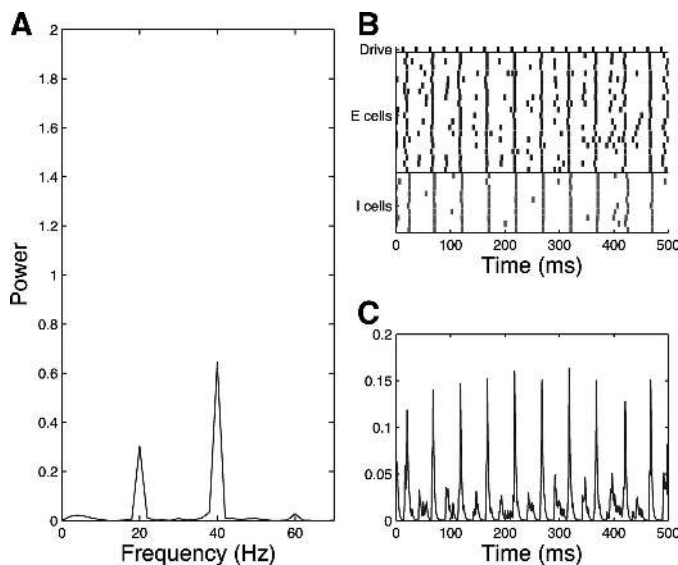 A
2
1.8
1.6
1.4
1.2
1
0.8
0.6
0.4
0.2
0
Power
0 20 40 60
Frequency (Hz)
B
Drive
E cells
I cells
0 100 200 300 400 500
Time (ms)
C
0.2
0.15
0.1
0.05
0
0 100 200 300 400 500
Time (ms)